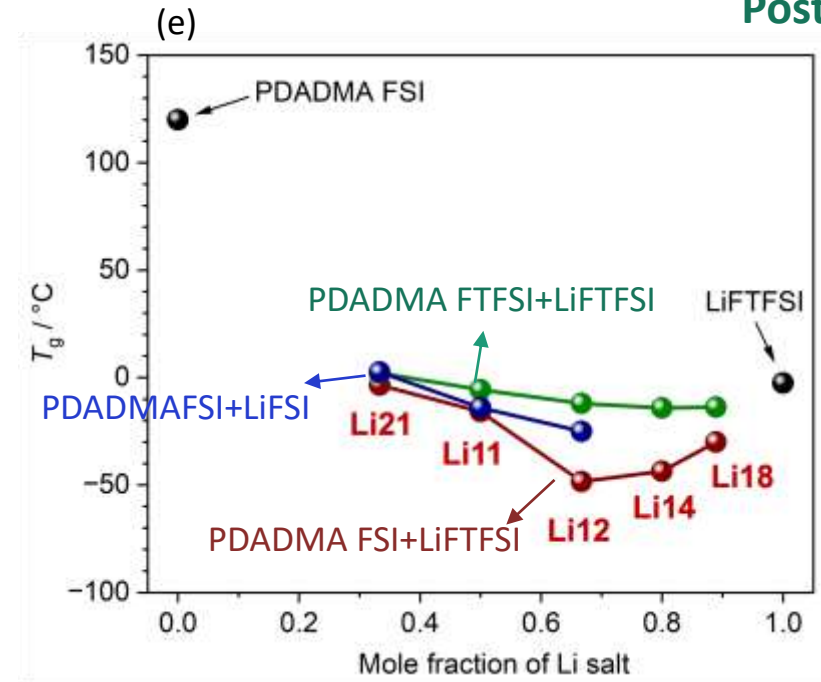 (e)
Post
150
100
50
0
−50
−100
Tg / °C
PDADMA FSI
PDADMA FTFSI+LiFTFSI
LiFTFSI
PDADMAFSI+LiFSI
Li21
Li11
Li18
Li14
Li12
PDADMA FSI+LiFTFSI
0.0 0.2 0.4 0.6 0.8 1.0
Mole fraction of Li salt